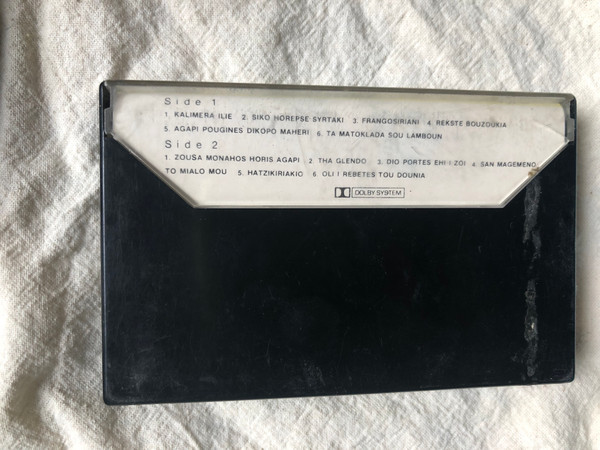 Side 1
1. KALIMERA ILIE 2. SIKO HOREPSE SYRTAKI 3. FRANGOSIRIANI 4. REKSTE BOUZOUKIA
5. AGAPI POUGINES DIKOPO MAHERI 6. TA MATOKLADA SOU LAMBOUN
Side 2
1. ZOUSA MONAHOS HORIS AGAPI 2. THA GLENDO 3. DIO PORTES EHI I ZOI 4. SAN MAGEMENO
TO MIALO MOU 5. HATZIKIRIAKIO 6. OLI I REBETES TOU DOUNIA
DOLBY SYSTEM